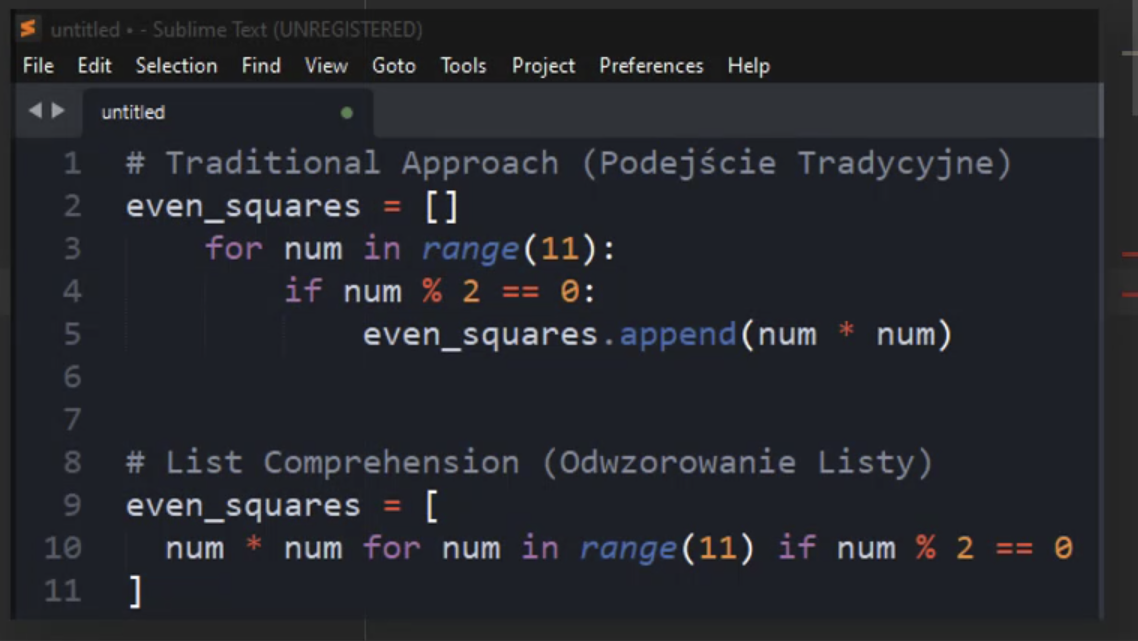 untitled • - Sublime Text (UNREGISTERED)
File Edit Selection Find View Goto Tools Project Preferences Help
untitled
1 # Traditional Approach (Podejście Tradycyjne)
2 even_squares = []
3     for num in range(11):
4         if num % 2 == 0:
5             even_squares.append(num * num)
6
7
8 # List Comprehension (Odwzorowanie Listy)
9 even_squares = [
10   num * num for num in range(11) if num % 2 == 0
11 ]